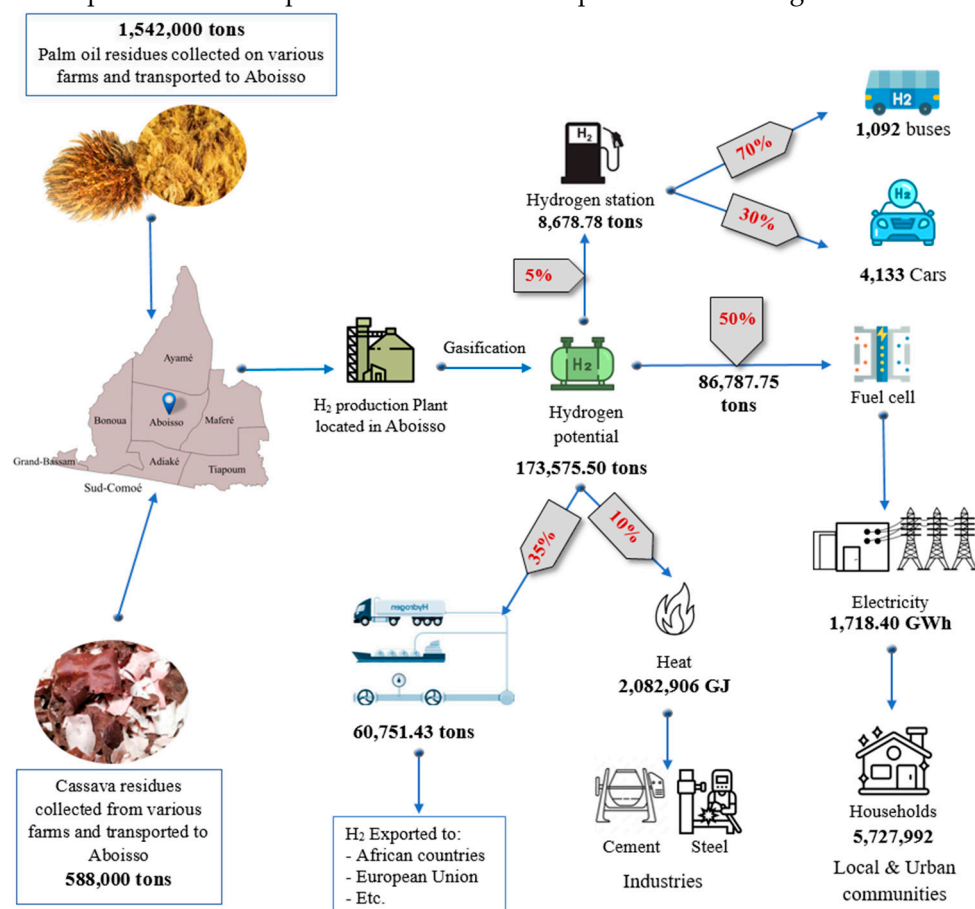 1,542,000 tons
Palm oil residues collected on various
farms and transported to Aboisso
H2
1,092 buses
70%
H2
Hydrogen station
8,678.78 tons
30%
H2
4,133 Cars
5%
50%
Ayamé
Bonoua
Aboisso
Maferé
Grand-Bassam
Adiaké
Tiapoum
Sud-Comoé
H₂ production Plant
located in Aboisso
Gasification
H2
Hydrogen
potential
173,575.50 tons
86,787.75
tons
Fuel cell
35%
10%
Hydrogen
60,751.43 tons
Heat
2,082,906 GJ
Electricity
1,718.40 GWh
Cassava residues
collected from various
farms and transported to
Aboisso
588,000 tons
H₂ Exported to:
- African countries
- European Union
- Etc.
Cement
Steel
Industries
Households
5,727,992
Local & Urban
communities